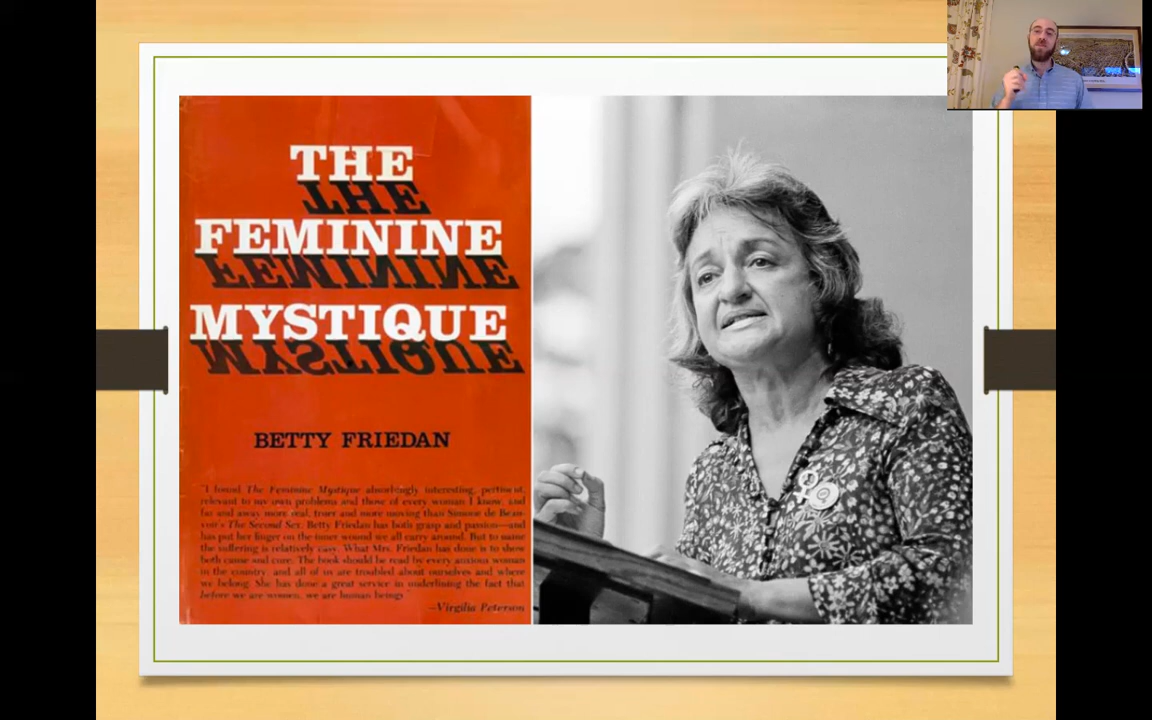 THE
FEMININE
MYSTIQUE
BETTY FRIEDAN
"I found The Feminine Mystique absorbingly interesting, pertinent,
relevant to my own problems and those of every woman I know, and
far and away more real, truer and more moving than Simone de Beau-
voir's The Second Sex. Betty Friedan has both grasp and passion—and
has put her finger on the inner wound we all carry around. But to name
the suffering is relatively easy. What Mrs. Friedan has done is to show
both cause and cure. The book should be read by every anxious woman
in the country, and all of us are troubled about ourselves and where
we belong. She has done a great service in underlining the fact that
before we are women, we are human beings."
—Virgilia Peterson